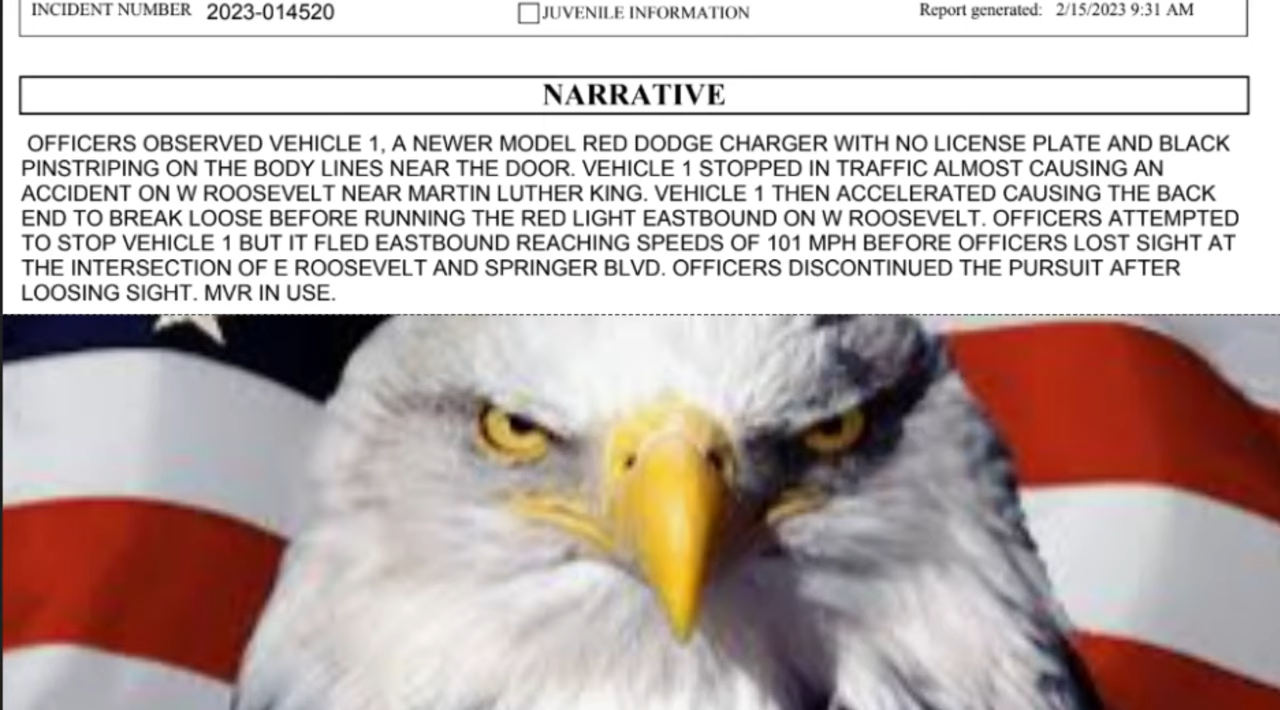 INCIDENT NUMBER 2023-014520 JUVENILE INFORMATION Report generated: 2/15/2023 9:31 AM
NARRATIVE
OFFICERS OBSERVED VEHICLE 1, A NEWER MODEL RED DODGE CHARGER WITH NO LICENSE PLATE AND BLACK
PINSTRIPING ON THE BODY LINES NEAR THE DOOR. VEHICLE 1 STOPPED IN TRAFFIC ALMOST CAUSING AN
ACCIDENT ON W ROOSEVELT NEAR MARTIN LUTHER KING. VEHICLE 1 THEN ACCELERATED CAUSING THE BACK
END TO BREAK LOOSE BEFORE RUNNING THE RED LIGHT EASTBOUND ON W ROOSEVELT. OFFICERS ATTEMPTED
TO STOP VEHICLE 1 BUT IT FLED EASTBOUND REACHING SPEEDS OF 101 MPH BEFORE OFFICERS LOST SIGHT AT
THE INTERSECTION OF E ROOSEVELT AND SPRINGER BLVD. OFFICERS DISCONTINUED THE PURSUIT AFTER
LOOSING SIGHT. MVR IN USE.